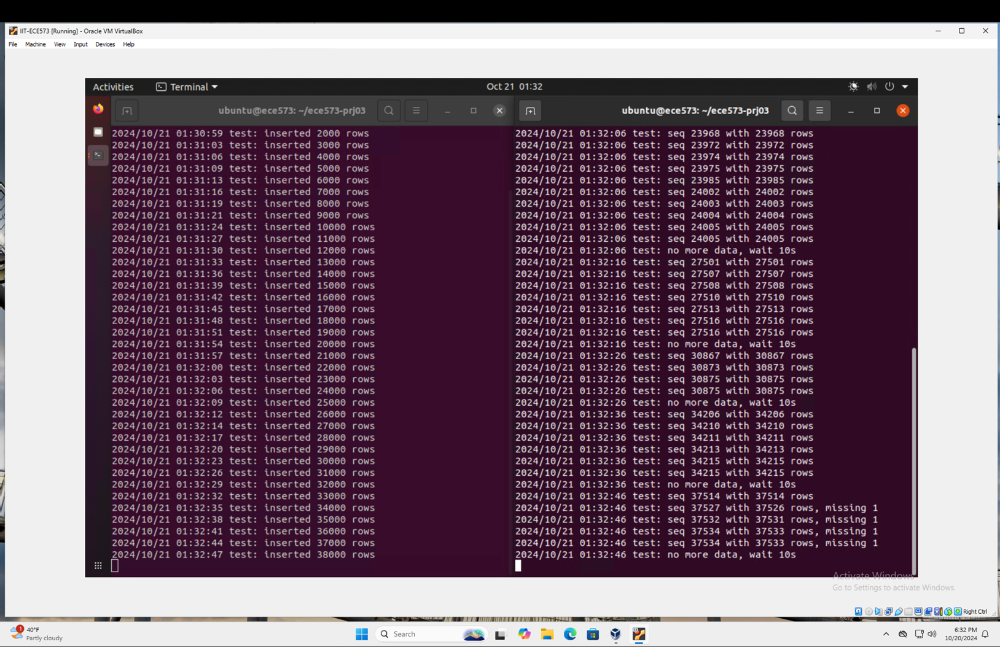 IIT-ECE573 [Running] - Oracle VM VirtualBox
File Machine View Input Devices Help
Activities Terminal Oct 21 01:32
ubuntu@ece573: ~/ece573-prj03
2024/10/21 01:30:59 test: inserted 2000 rows
2024/10/21 01:31:03 test: inserted 3000 rows
2024/10/21 01:31:06 test: inserted 4000 rows
2024/10/21 01:31:09 test: inserted 5000 rows
2024/10/21 01:31:13 test: inserted 6000 rows
2024/10/21 01:31:16 test: inserted 7000 rows
2024/10/21 01:31:19 test: inserted 8000 rows
2024/10/21 01:31:21 test: inserted 9000 rows
2024/10/21 01:31:24 test: inserted 10000 rows
2024/10/21 01:31:27 test: inserted 11000 rows
2024/10/21 01:31:30 test: inserted 12000 rows
2024/10/21 01:31:33 test: inserted 13000 rows
2024/10/21 01:31:36 test: inserted 14000 rows
2024/10/21 01:31:39 test: inserted 15000 rows
2024/10/21 01:31:42 test: inserted 16000 rows
2024/10/21 01:31:45 test: inserted 17000 rows
2024/10/21 01:31:48 test: inserted 18000 rows
2024/10/21 01:31:51 test: inserted 19000 rows
2024/10/21 01:31:54 test: inserted 20000 rows
2024/10/21 01:31:57 test: inserted 21000 rows
2024/10/21 01:32:00 test: inserted 22000 rows
2024/10/21 01:32:03 test: inserted 23000 rows
2024/10/21 01:32:06 test: inserted 24000 rows
2024/10/21 01:32:09 test: inserted 25000 rows
2024/10/21 01:32:12 test: inserted 26000 rows
2024/10/21 01:32:14 test: inserted 27000 rows
2024/10/21 01:32:17 test: inserted 28000 rows
2024/10/21 01:32:20 test: inserted 29000 rows
2024/10/21 01:32:23 test: inserted 30000 rows
2024/10/21 01:32:26 test: inserted 31000 rows
2024/10/21 01:32:29 test: inserted 32000 rows
2024/10/21 01:32:32 test: inserted 33000 rows
2024/10/21 01:32:35 test: inserted 34000 rows
2024/10/21 01:32:38 test: inserted 35000 rows
2024/10/21 01:32:41 test: inserted 36000 rows
2024/10/21 01:32:44 test: inserted 37000 rows
2024/10/21 01:32:47 test: inserted 38000 rows
ubuntu@ece573: ~/ece573-prj03
2024/10/21 01:32:06 test: seq 23968 with 23968 rows
2024/10/21 01:32:06 test: seq 23972 with 23972 rows
2024/10/21 01:32:06 test: seq 23974 with 23974 rows
2024/10/21 01:32:06 test: seq 23975 with 23975 rows
2024/10/21 01:32:06 test: seq 23985 with 23985 rows
2024/10/21 01:32:06 test: seq 24002 with 24002 rows
2024/10/21 01:32:06 test: seq 24003 with 24003 rows
2024/10/21 01:32:06 test: seq 24004 with 24004 rows
2024/10/21 01:32:06 test: seq 24005 with 24005 rows
2024/10/21 01:32:06 test: seq 24005 with 24005 rows
2024/10/21 01:32:06 test: no more data, wait 10s
2024/10/21 01:32:16 test: seq 27501 with 27501 rows
2024/10/21 01:32:16 test: seq 27507 with 27507 rows
2024/10/21 01:32:16 test: seq 27508 with 27508 rows
2024/10/21 01:32:16 test: seq 27510 with 27510 rows
2024/10/21 01:32:16 test: seq 27513 with 27513 rows
2024/10/21 01:32:16 test: seq 27516 with 27516 rows
2024/10/21 01:32:16 test: seq 27516 with 27516 rows
2024/10/21 01:32:16 test: no more data, wait 10s
2024/10/21 01:32:26 test: seq 30867 with 30867 rows
2024/10/21 01:32:26 test: seq 30873 with 30873 rows
2024/10/21 01:32:26 test: seq 30875 with 30875 rows
2024/10/21 01:32:26 test: seq 30875 with 30875 rows
2024/10/21 01:32:26 test: no more data, wait 10s
2024/10/21 01:32:36 test: seq 34206 with 34206 rows
2024/10/21 01:32:36 test: seq 34210 with 34210 rows
2024/10/21 01:32:36 test: seq 34211 with 34211 rows
2024/10/21 01:32:36 test: seq 34213 with 34213 rows
2024/10/21 01:32:36 test: seq 34215 with 34215 rows
2024/10/21 01:32:36 test: seq 34215 with 34215 rows
2024/10/21 01:32:36 test: no more data, wait 10s
2024/10/21 01:32:46 test: seq 37514 with 37514 rows
2024/10/21 01:32:46 test: seq 37527 with 37526 rows, missing 1
2024/10/21 01:32:46 test: seq 37532 with 37531 rows, missing 1
2024/10/21 01:32:46 test: seq 37534 with 37533 rows, missing 1
2024/10/21 01:32:46 test: seq 37534 with 37533 rows, missing 1
2024/10/21 01:32:46 test: no more data, wait 10s
Activate Windows
Go to Settings to activate Windows.
Right Ctrl
1
40°F
Partly cloudy
Search
6:32 PM
10/20/2024